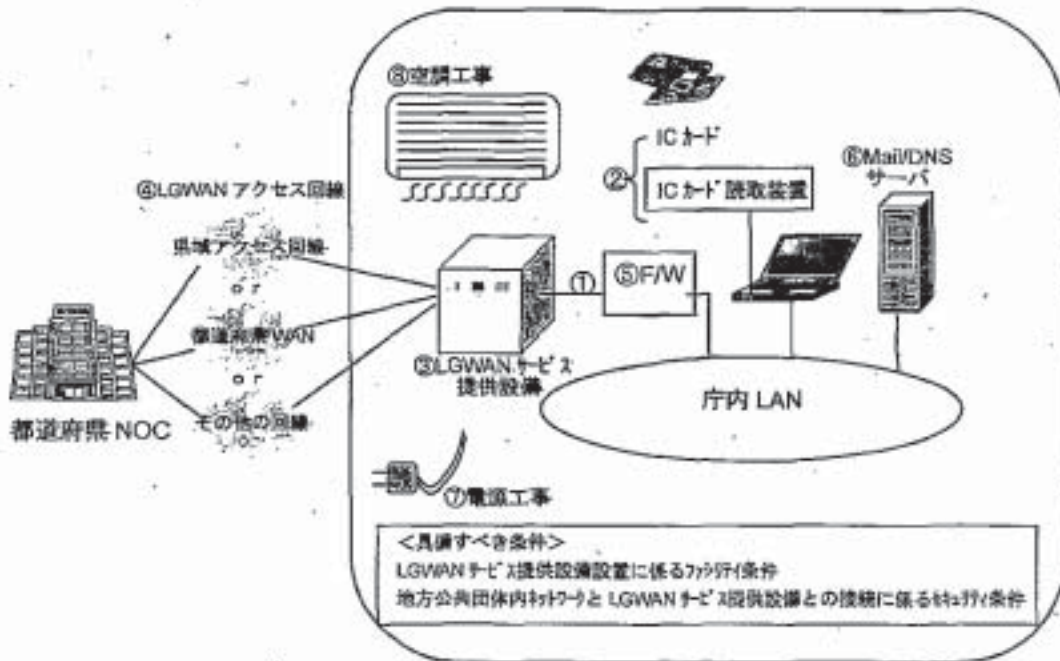 ⑧空調工事
ICカード
②
ICカード読取装置
⑥Mail/DNS
サーバ
④LGWANアクセス回線
県域アクセス回線
or
都道府県WAN
or
その他の回線
都道府県NOC
①
⑤F/W
③LGWANサービス
提供設備
庁内LAN
⑦電源工事
<具備すべき条件>
LGWANサービス提供設備設置に係るファシリティ条件
地方公共団体内ネットワークとLGWANサービス提供設備との接続に係るセキュリティ条件